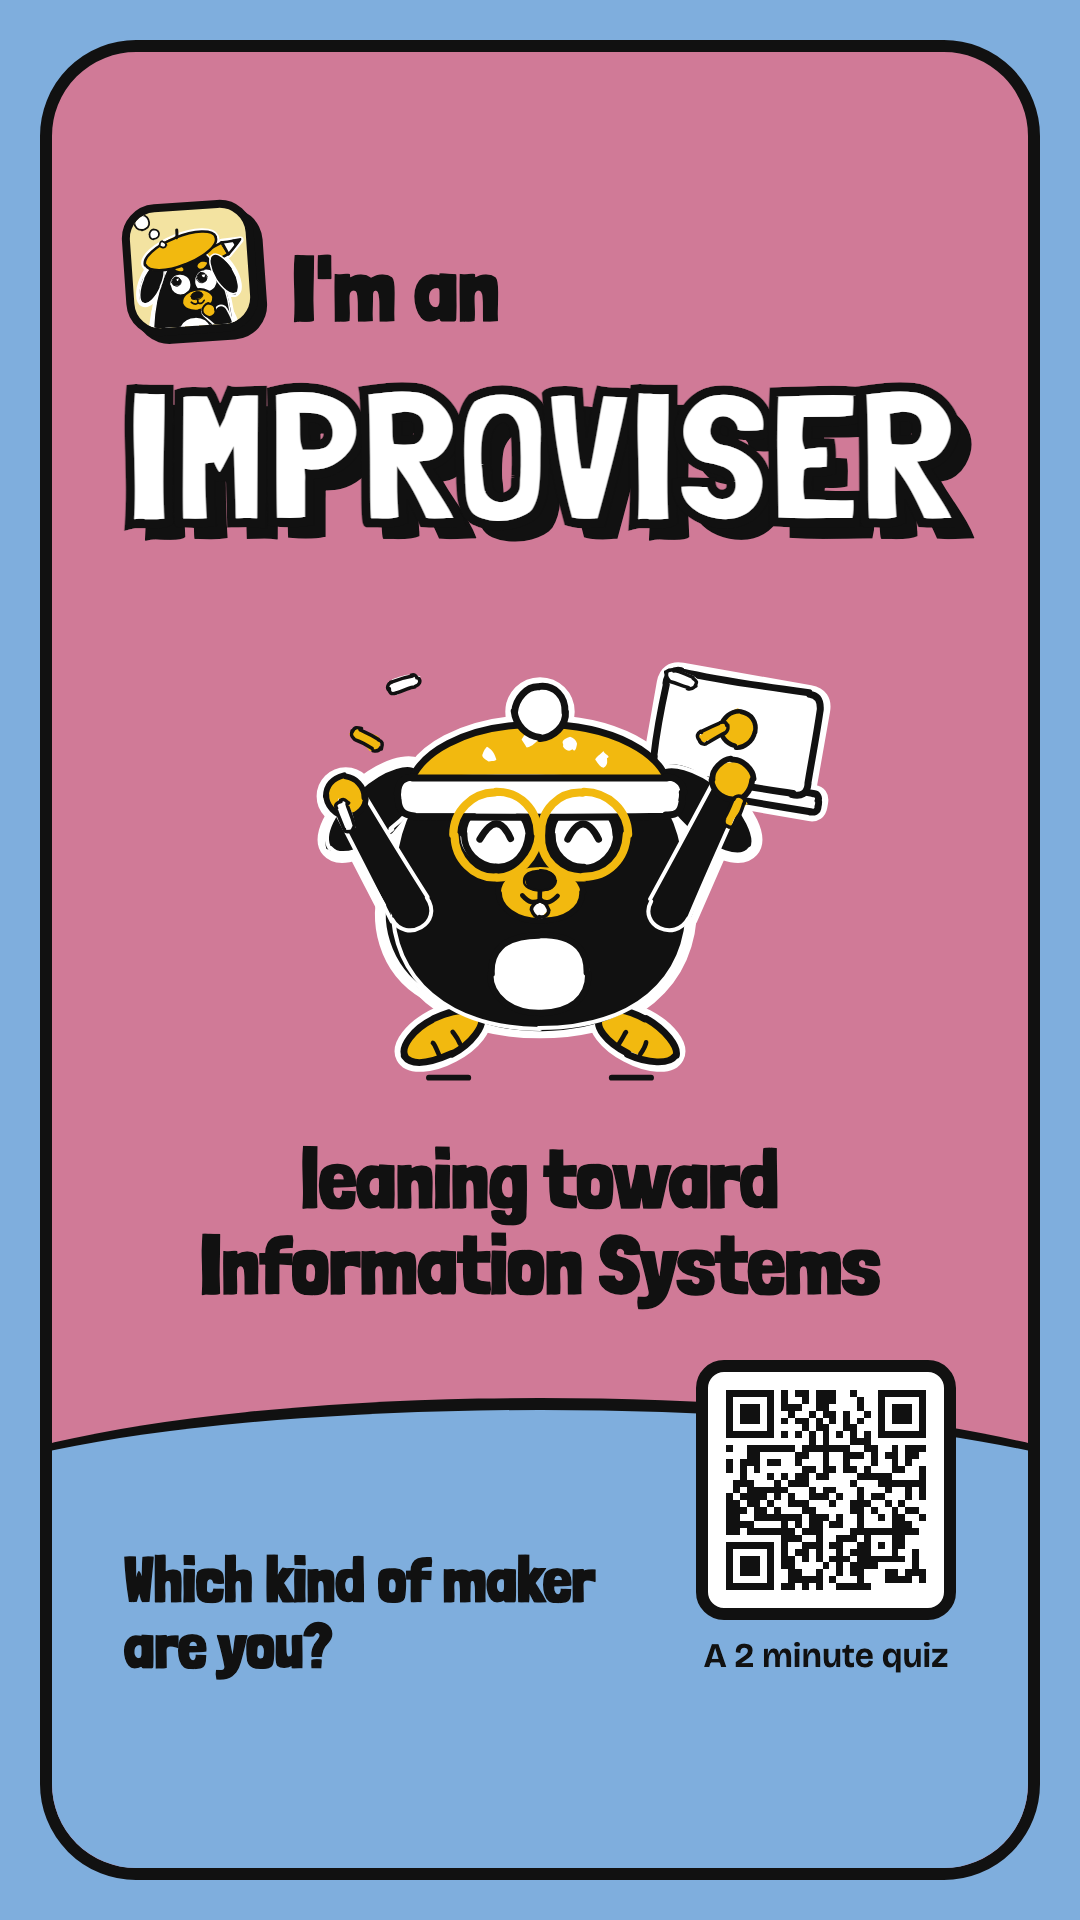 I'm an
IMPROVISER
leaning toward
Information Systems
Which kind of maker
are you?
A 2 minute quiz